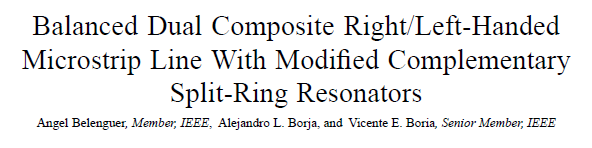 Balanced Dual Composite Right/Left-Handed
Microstrip Line With Modified Complementary
Split-Ring Resonators
Angel Belenguer, Member, IEEE, Alejandro L. Borja, and Vicente E. Boria, Senior Member, IEEE